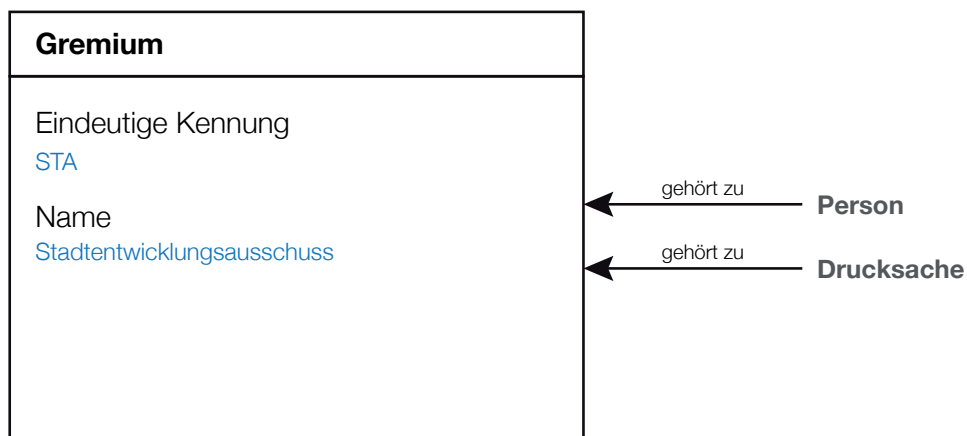 Gremium
Eindeutige Kennung
STA
Name
Stadtentwicklungsausschuss
gehört zu
Person
gehört zu
Drucksache